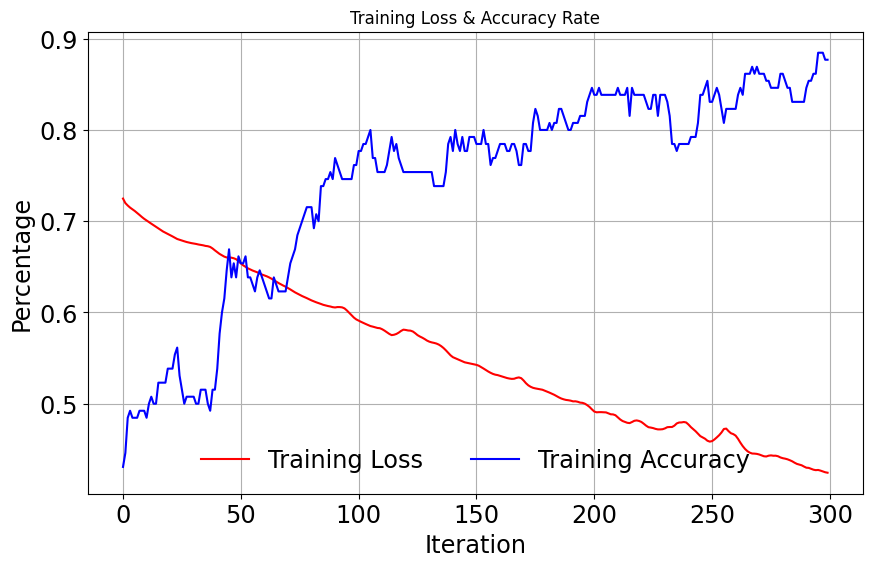 Training Loss & Accuracy Rate
0.9
0.8
0.7
0.6
0.5
Percentage
Training Loss
Training Accuracy
0 50 100 150 200 250 300
Iteration